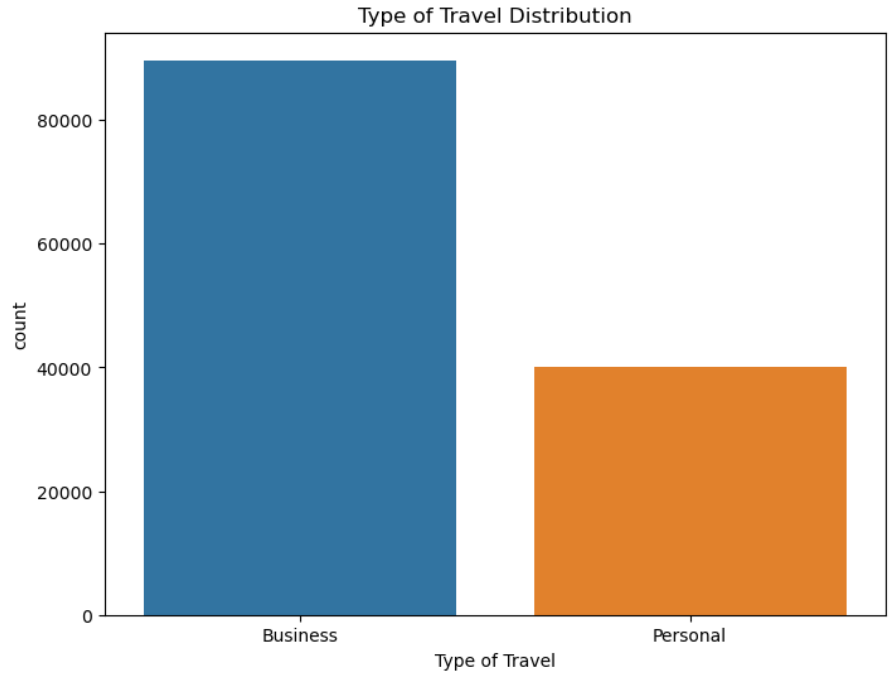 Type of Travel Distribution
80000
60000
40000
20000
0
count
Business
Personal
Type of Travel